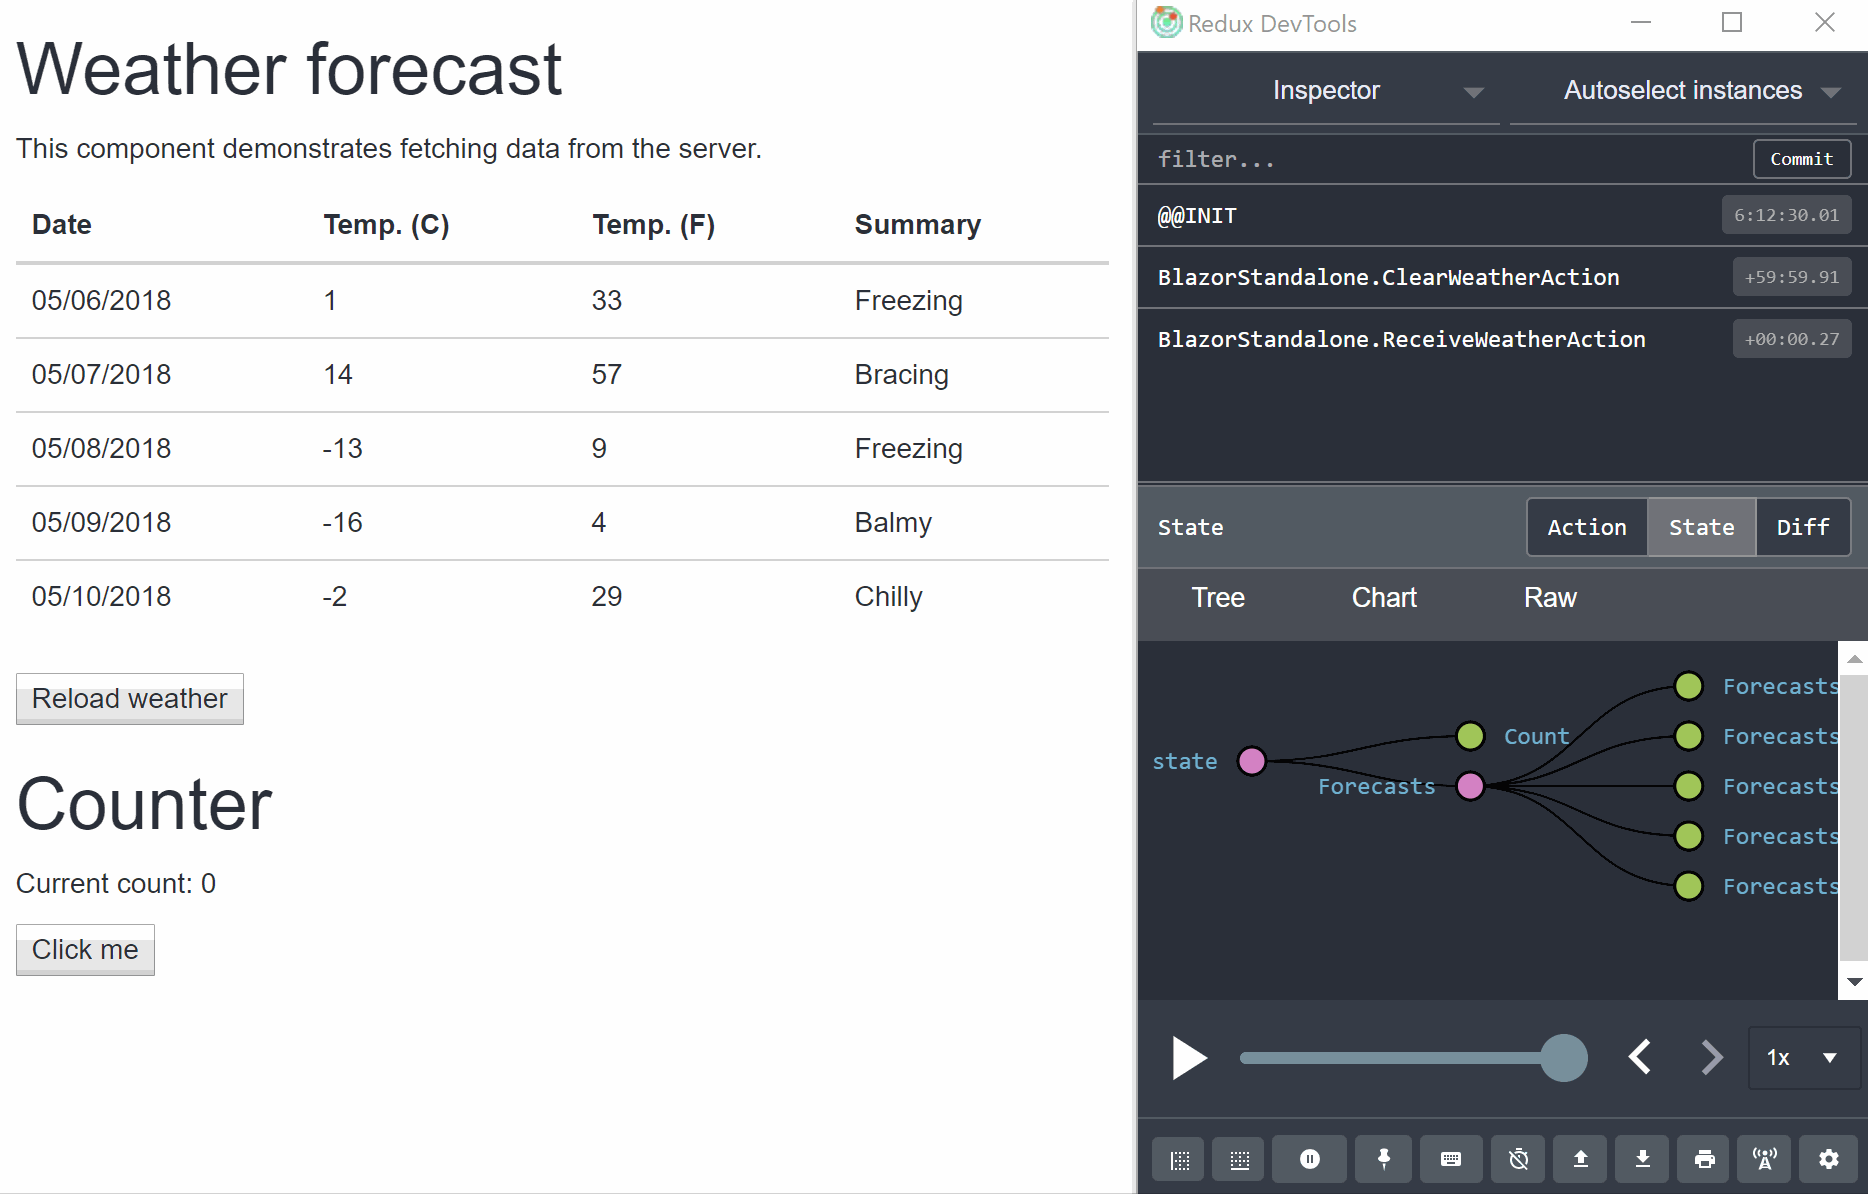 Weather forecast
This component demonstrates fetching data from the server.
Date Temp. (C) Temp. (F) Summary
05/06/2018 1 33 Freezing
05/07/2018 14 57 Bracing
05/08/2018 -13 9 Freezing
05/09/2018 -16 4 Balmy
05/10/2018 -2 29 Chilly
Reload weather
Counter
Current count: 0
Click me
Redux DevTools
Inspector Autoselect instances
filter... Commit
@@INIT 6:12:30.01
BlazorStandalone.ClearWeatherAction +59:59.91
BlazorStandalone.ReceiveWeatherAction +00:00.27
State Action State Diff
Tree Chart Raw
Forecasts
Count Forecasts
state
Forecasts Forecasts
Forecasts
Forecasts
1x